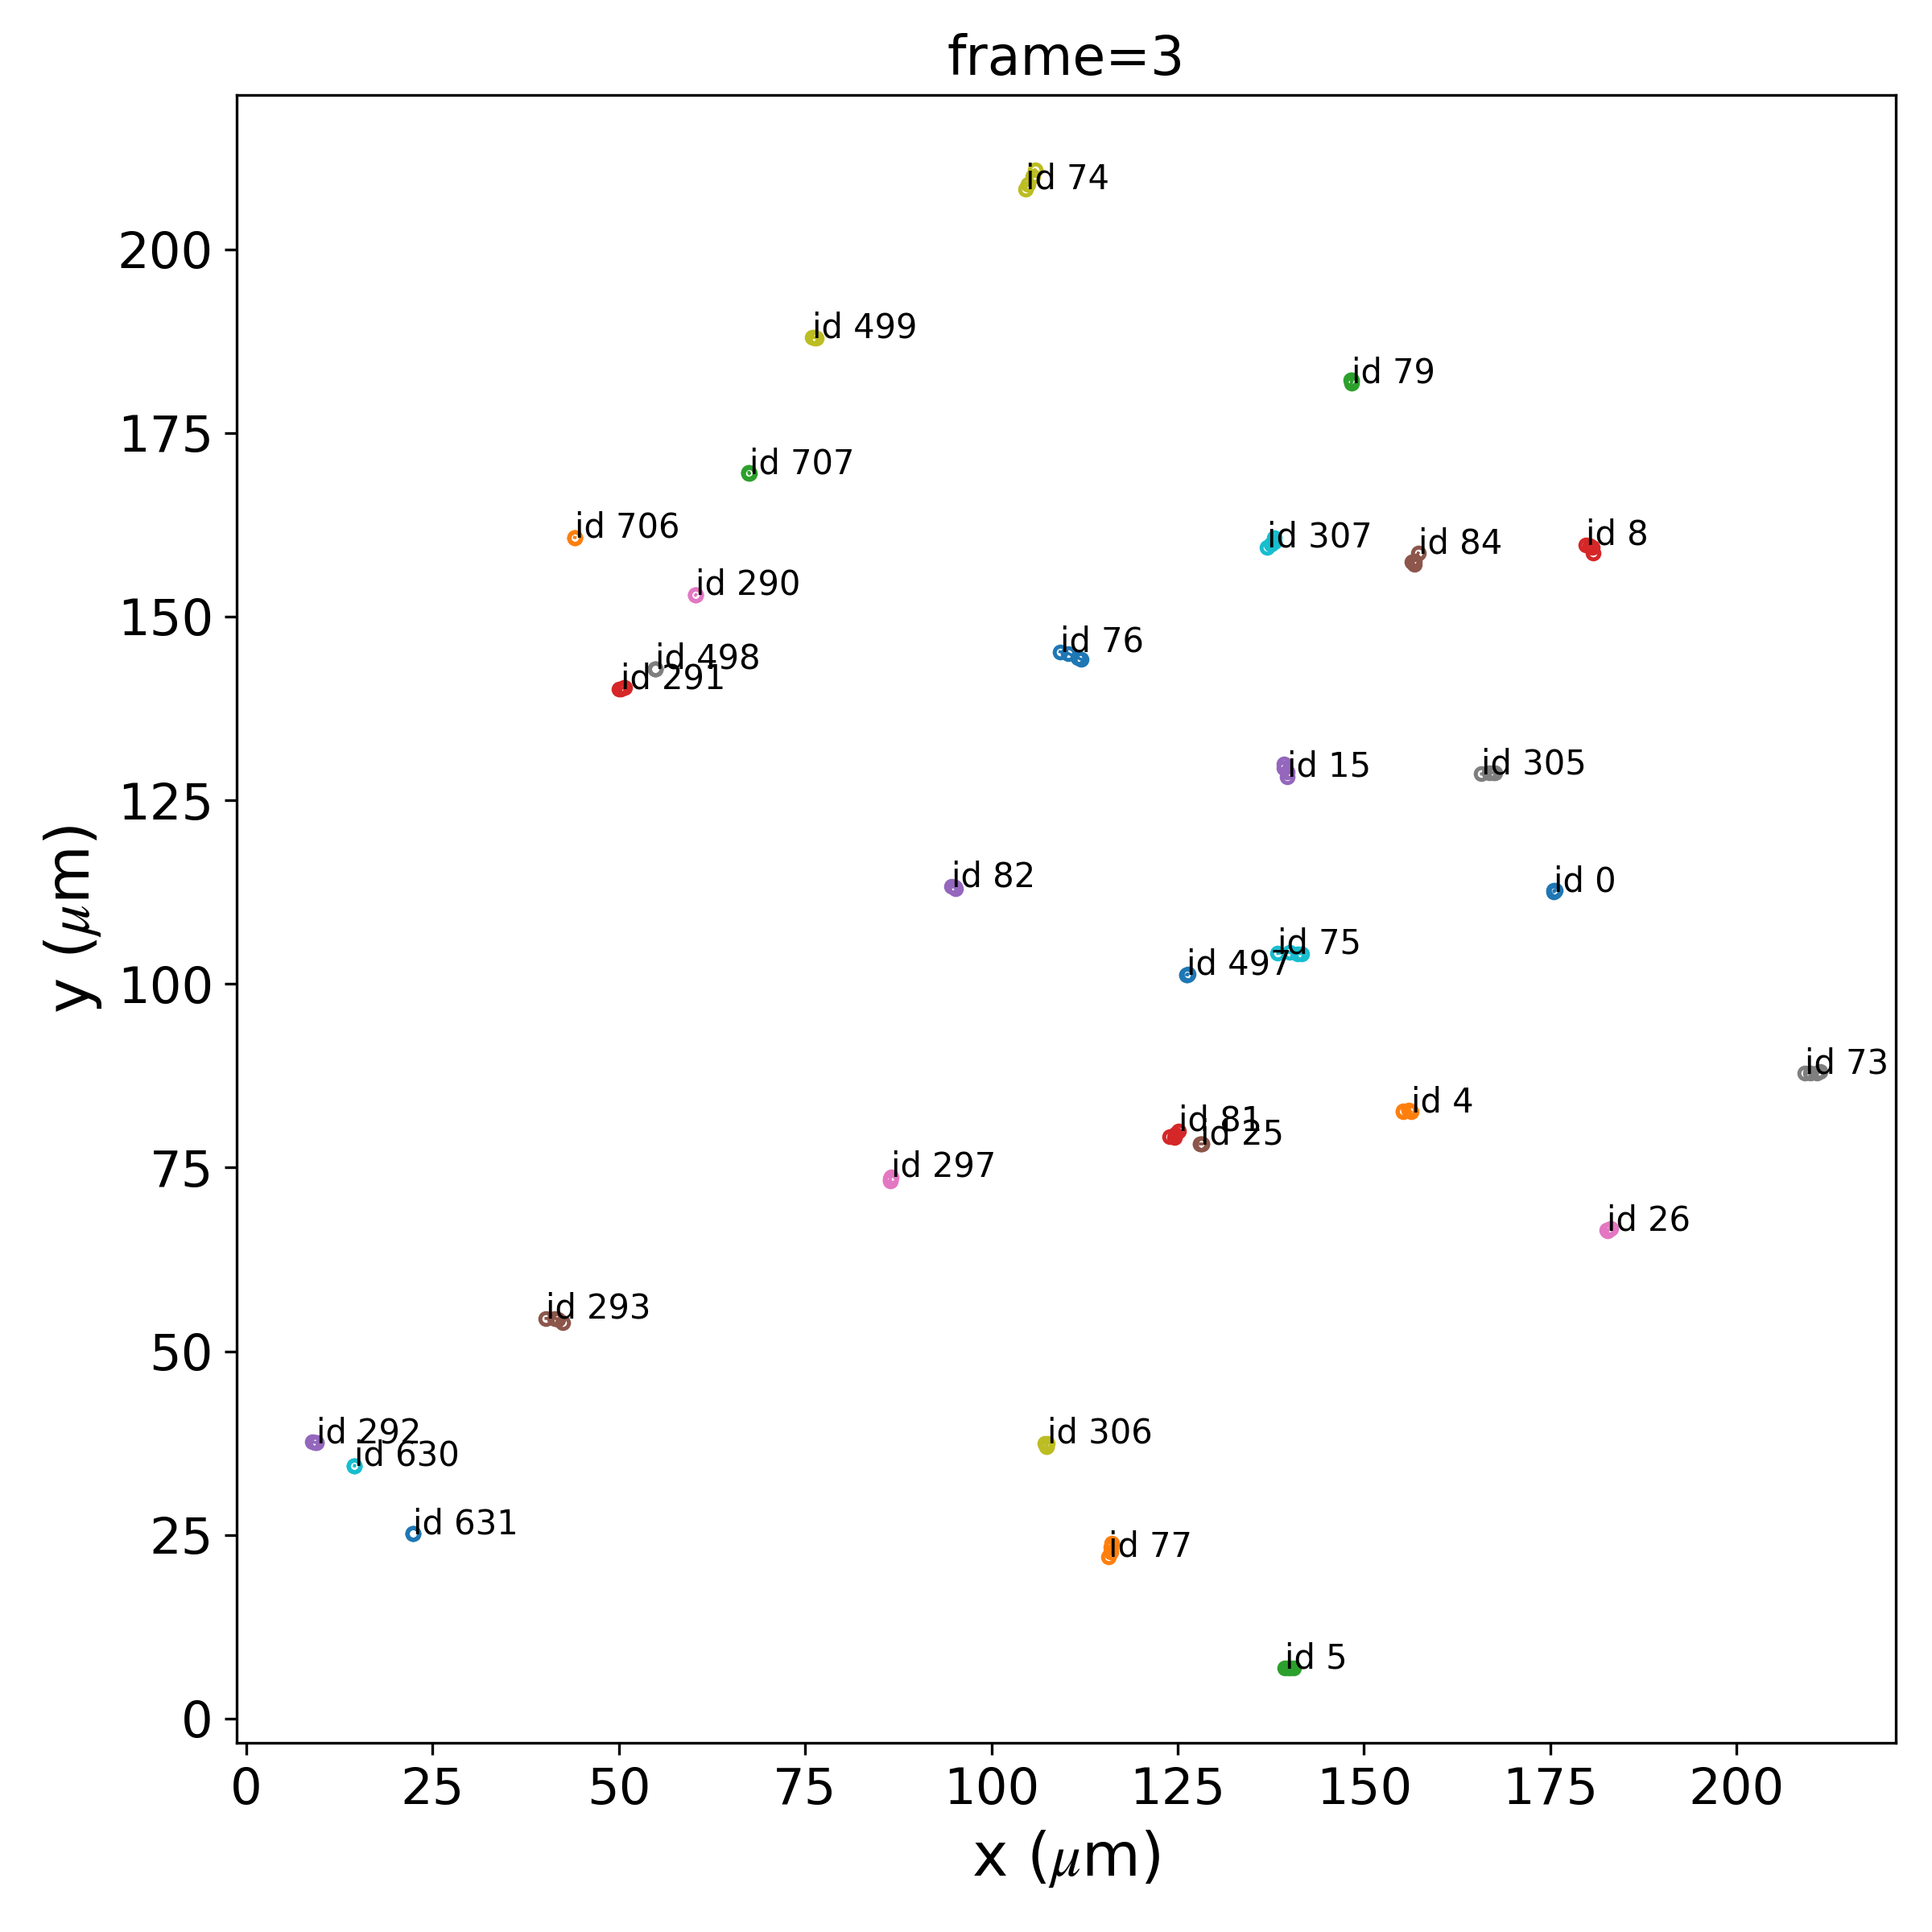 frame=3
id 74
200
id 499
id 79
175
id 707
id 706
id 307
id 84
id 8
id 290
150
id 76
id 498
id 291
id 15
id 305
125
id 82
id 0
id 75
id 497
100
id 73
id 4
id 81
id 25
id 297
75
id 26
id 293
50
id 292
id 630
id 306
id 631
25
id 77
id 5
0
y (μm)
0 25 50 75 100 125 150 175 200
x (μm)